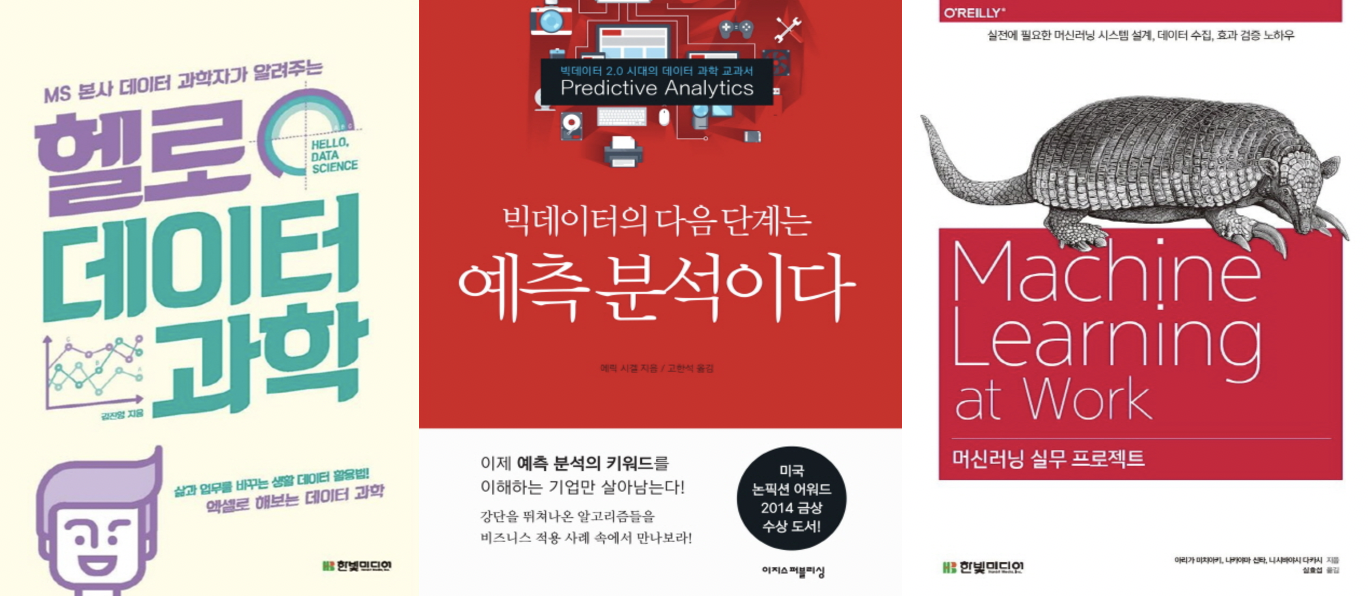 MS 본사 데이터 과학자가 알려주는
헬로
HELLO,
DATA
SCIENCE
데이터
과학
김진영 지음
삶과 업무를 바꾸는 생활 데이터 활용법!
엑셀로 해보는 데이터 과학
한빛미디어
빅데이터 2.0 시대의 데이터 과학 교과서
Predictive Analytics
빅데이터의 다음 단계는
예측 분석이다
에릭 시겔 지음 / 고한석 옮김
이제 예측 분석의 키워드를
이해하는 기업만 살아남는다!
강단을 뛰쳐나온 알고리즘들을
비즈니스 적용 사례 속에서 만나보라!
미국
논픽션 어워드
2014 금상
수상 도서!
이지스퍼블리싱
O'REILLY®
실전에 필요한 머신러닝 시스템 설계, 데이터 수집, 효과 검증 노하우
Machine
Learning
at Work
머신러닝 실무 프로젝트
한빛미디어
아리가 미치아키, 나카야마 신타, 니시바야시 다카시 지음
심효섭 옮김